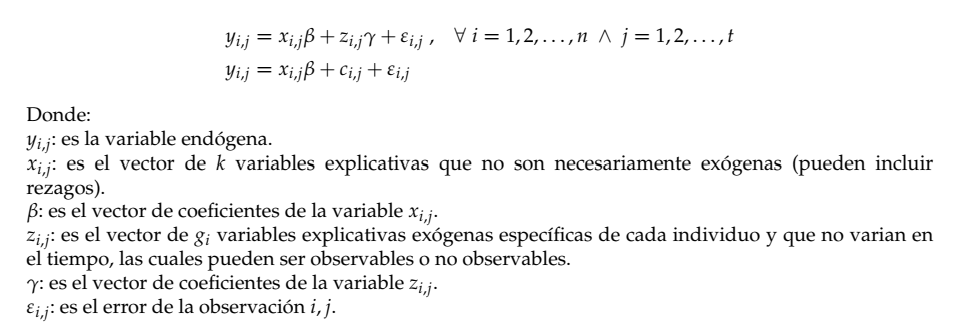 y_{i,j} = x_{i,j}β + z_{i,j}γ + ε_{i,j} , ∀ i = 1, 2, . . . , n ∧ j = 1, 2, . . . , t
y_{i,j} = x_{i,j}β + c_{i,j} + ε_{i,j}
Donde:
y_{i,j}: es la variable endógena.
x_{i,j}: es el vector de k variables explicativas que no son necesariamente exógenas (pueden incluir
rezagos).
β: es el vector de coeficientes de la variable x_{i,j}.
z_{i,j}: es el vector de g_i variables explicativas exógenas específicas de cada individuo y que no varian en
el tiempo, las cuales pueden ser observables o no observables.
γ: es el vector de coeficientes de la variable z_{i,j}.
ε_{i,j}: es el error de la observación i, j.